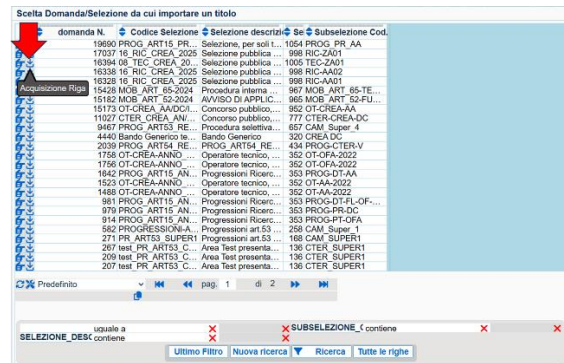 Scelta Domanda/Selezione da cui importare un titolo
domanda N. Codice Selezione Selezione descrizi Se Subselezione Cod.
19690 PROG_ART15_PR... Selezione, per soli t... 1054 PROG_PR_AA
17037 16_RIC_CREA_2025 Selezione pubblica ... 998 RIC-ZA01
16394 08_TEC_CREA_20... Selezione pubblica ... 1005 TEC-ZA01
16338 16_RIC_CREA_2025 Selezione pubblica ... 998 RIC-AA02
16328 16_RIC_CREA_2025 Selezione pubblica ... 998 RIC-AA01
Acquisizione Riga
15428 MOB_ART_65-2024 Procedura interna ... 967 MOB_ART_65-TE...
15182 MOB_ART_52-2024 AVVISO DI APPLIC... 965 MOB_ART_52-FU...
15173 OT-CREA_AA/DC/I... Concorso pubblico,... 952 OT-CREA-AA
11027 CTER_CREA_AN/... Concorso pubblico,... 777 CTER-CREA-DC
9467 PROG_ART53_RE... Procedura selettiva... 657 CAM_Super_4
4440 Bando Generico te... Bando Generico 320 CREA DC
2039 PROG_ART54_RE... PROG_ART54_RE... 434 PROG-CTER-V
1758 OT-CREA-ANNO_... Operatore tecnico, ... 352 OT-OFA-2022
1756 OT-CREA-ANNO_... Operatore tecnico, ... 352 OT-OFA-2022
1642 PROG_ART15_AN... Progressioni Ricerc... 353 PROG-DT-AA
1523 OT-CREA-ANNO_... Operatore tecnico, ... 352 OT-AA-2022
1488 OT-CREA-ANNO_... Operatore tecnico, ... 352 OT-AA-2022
981 PROG_ART15_AN... Progressioni Ricerc... 353 PROG-DT-FL-OF-...
979 PROG_ART15_AN... Progressioni Ricerc... 353 PROG-PR-DC
914 PROG_ART15_AN... Progressioni Ricerc... 353 PROG-PT-OFA
582 PROGRESSIONI-A... Progressioni art.53 ... 258 CAM_Super_1
271 PR_ART53_SUPER1 Progressioni art.53 ... 168 CAM_SUPER1
267 test_PR_ART53_C... Area Test presenta... 136 CTER_SUPER1
209 test_PR_ART53_C... Area Test presenta... 136 CTER_SUPER1
207 test_PR_ART53_C... Area Test presenta... 136 CTER_SUPER1
Predefinito pag. 1 di 2
uguale a SUBSELEZIONE_( contiene
SELEZIONE_DESC contiene
Ultimo Filtro Nuova ricerca Ricerca Tutte le righe